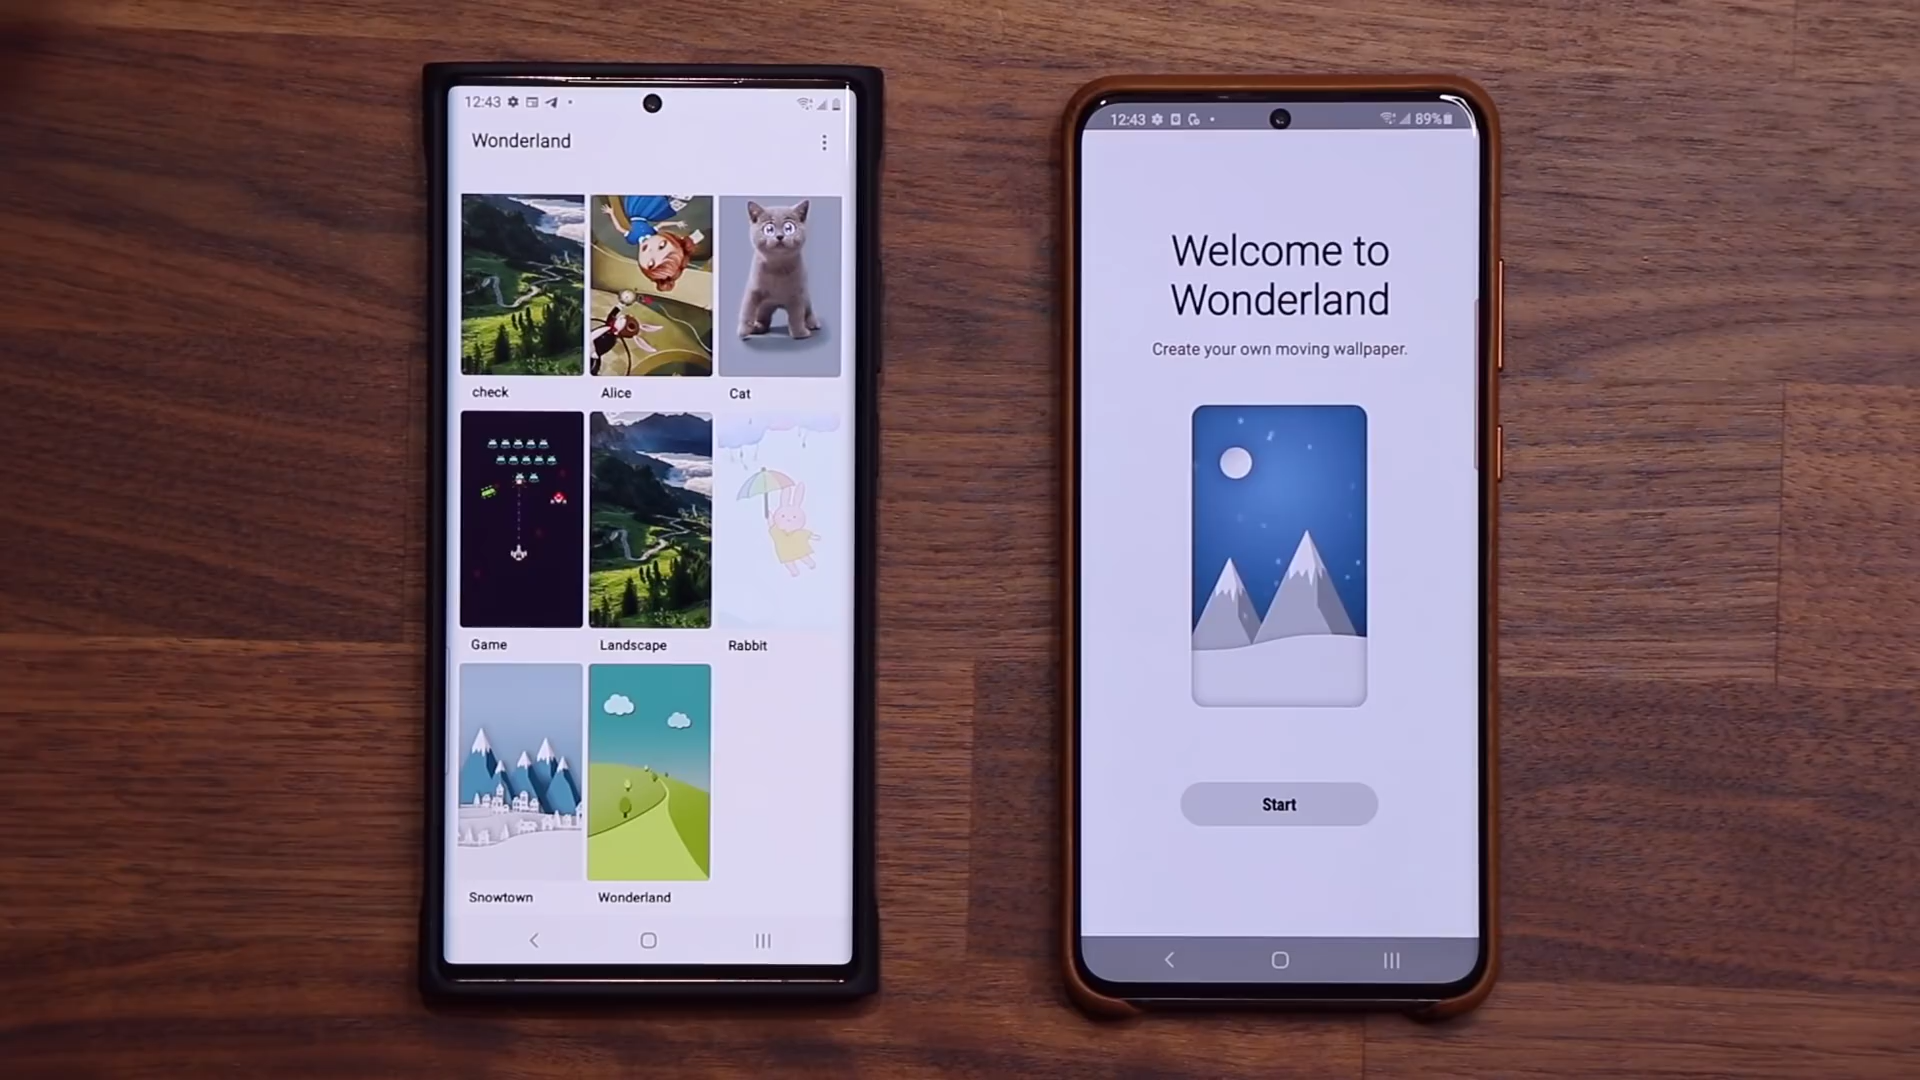 12:43
Wonderland
check Alice Cat
Game Landscape Rabbit
Snowtown Wonderland
12:43 89%
Welcome to
Wonderland
Create your own moving wallpaper.
Start